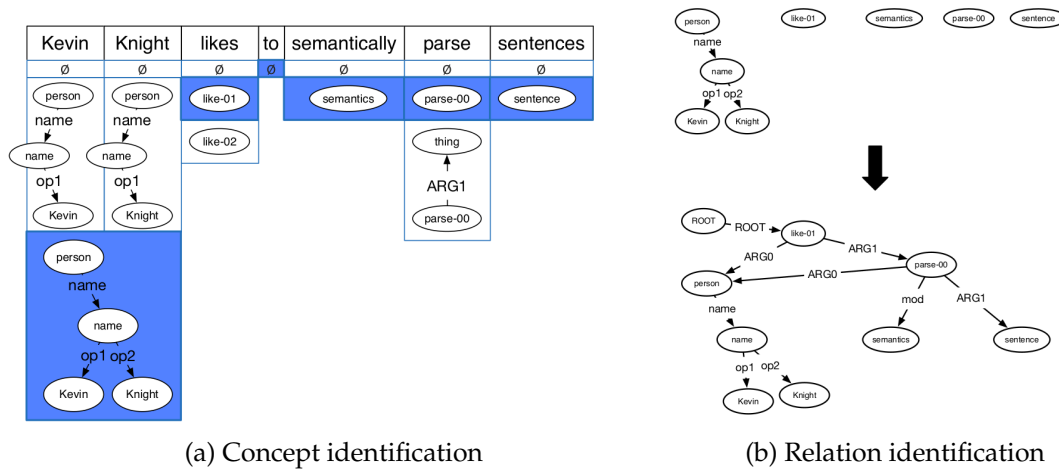 Kevin Knight likes to semantically parse sentences
Ø Ø Ø Ø Ø Ø Ø
person person like-01 semantics parse-00 sentence
name name
like-02 thing
name name
op1 op1 ARG1
Kevin Knight parse-00
person
name
name
op1 op2
Kevin Knight
(a) Concept identification
person like-01 semantics parse-00 sentence
name
name
op1 op2
Kevin Knight
ROOT ROOT like-01
ARG0 ARG1
parse-00
person ARG0
name mod ARG1
name semantics sentence
op1 op2
Kevin Knight
(b) Relation identification